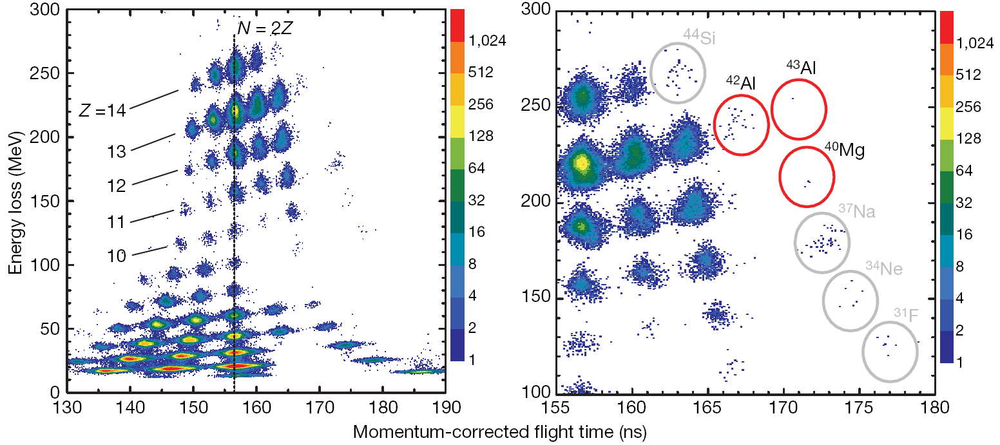 300
250
200
150
100
50
0
130 140 150 160 170 180 190
Energy loss (MeV)
N = 2Z
Z =14
13
12
11
10
1,024
512
256
128
64
32
16
8
4
2
1
300
250
200
150
100
155 160 165 170 175 180
⁴⁴Si
⁴³Al
⁴²Al
⁴⁰Mg
³⁷Na
³⁴Ne
³¹F
1,024
512
256
128
64
32
16
8
4
2
1
Momentum-corrected flight time (ns)